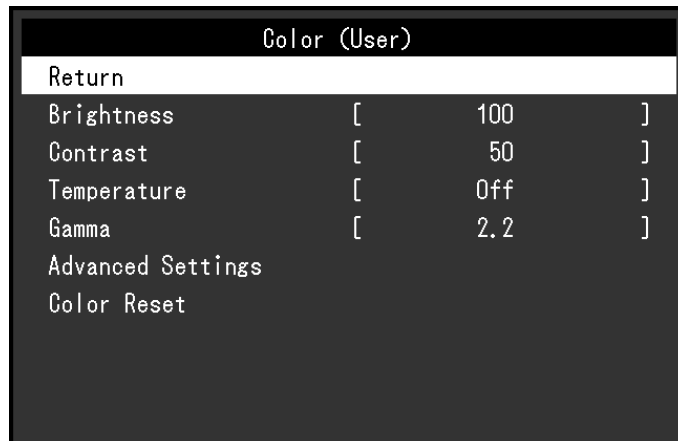 Color (User)
Return
Brightness [ 100 ]
Contrast [ 50 ]
Temperature [ Off ]
Gamma [ 2.2 ]
Advanced Settings
Color Reset